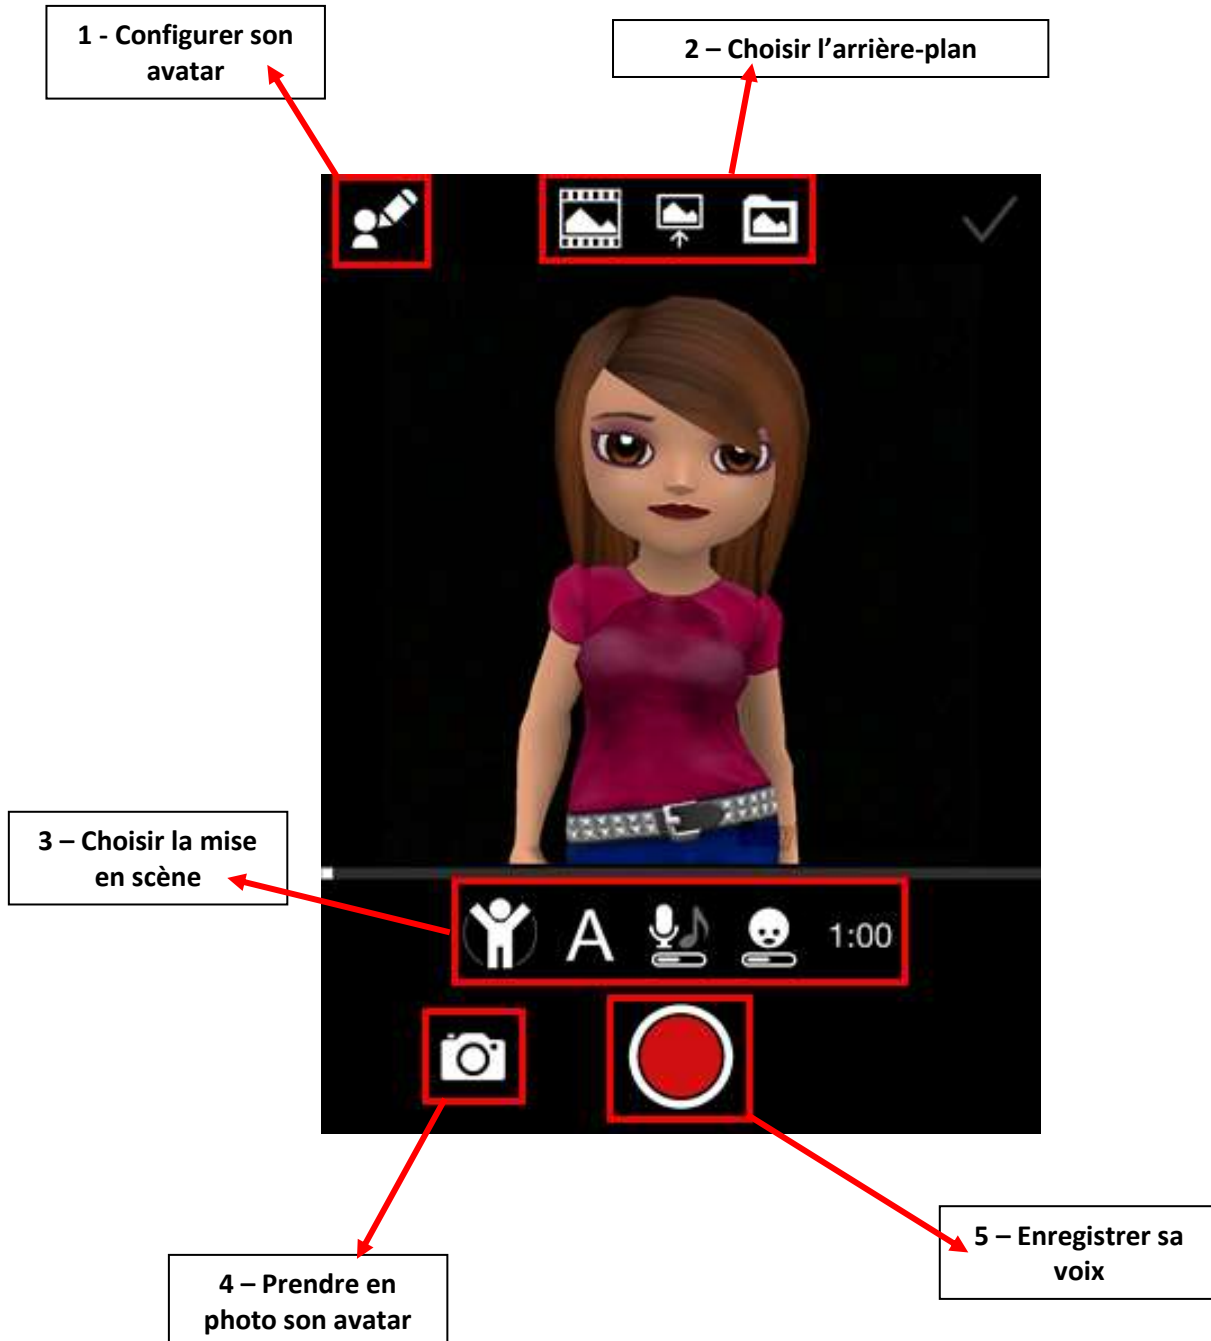 1 - Configurer son
avatar
2 – Choisir l’arrière-plan
3 – Choisir la mise
en scène
A
1:00
4 – Prendre en
photo son avatar
5 – Enregistrer sa
voix